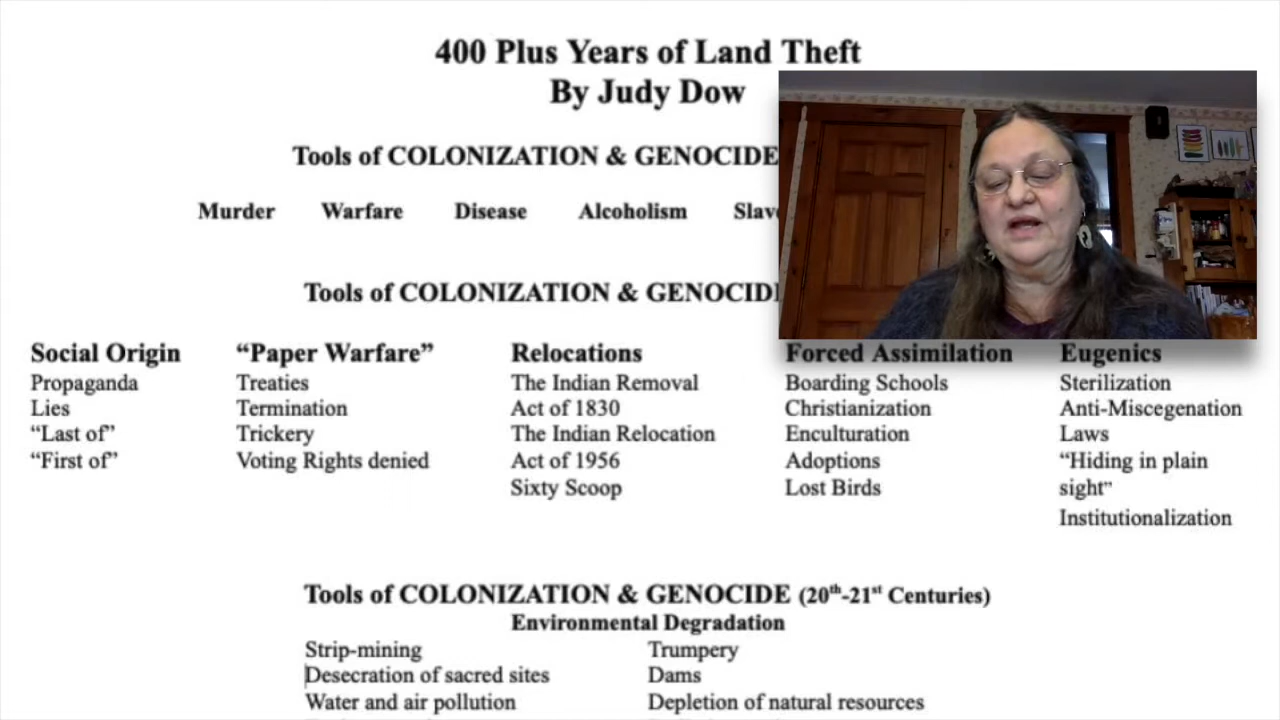 400 Plus Years of Land Theft
By Judy Dow
Tools of COLONIZATION & GENOCIDE
Murder Warfare Disease Alcoholism
Tools of COLONIZATION & GENOCIDE
Social Origin
Propaganda
Lies
“Last of”
“First of”
“Paper Warfare”
Treaties
Termination
Trickery
Voting Rights denied
Relocations
The Indian Removal
Act of 1830
The Indian Relocation
Act of 1956
Sixty Scoop
Forced Assimilation
Boarding Schools
Christianization
Enculturation
Adoptions
Lost Birds
Eugenics
Sterilization
Anti-Miscegenation
Laws
“Hiding in plain
sight”
Institutionalization
Tools of COLONIZATION & GENOCIDE (20th-21st Centuries)
Environmental Degradation
Strip-mining
Desecration of sacred sites
Water and air pollution
Trumpery
Dams
Depletion of natural resources